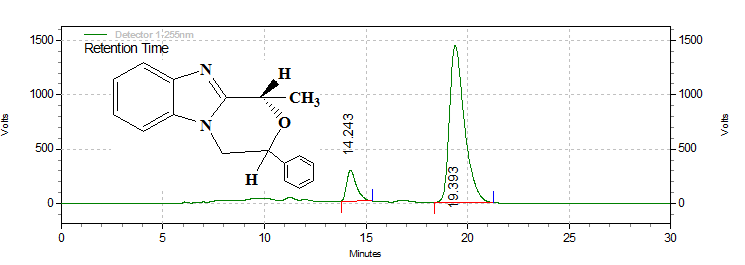 Detector 1-255nm
Retention Time
1500
1000
500
0
Volts
N
N
H
CH3
O
H
14.243
19.393
1500
1000
500
0
Volts
0
5
10
15
20
25
30
Minutes